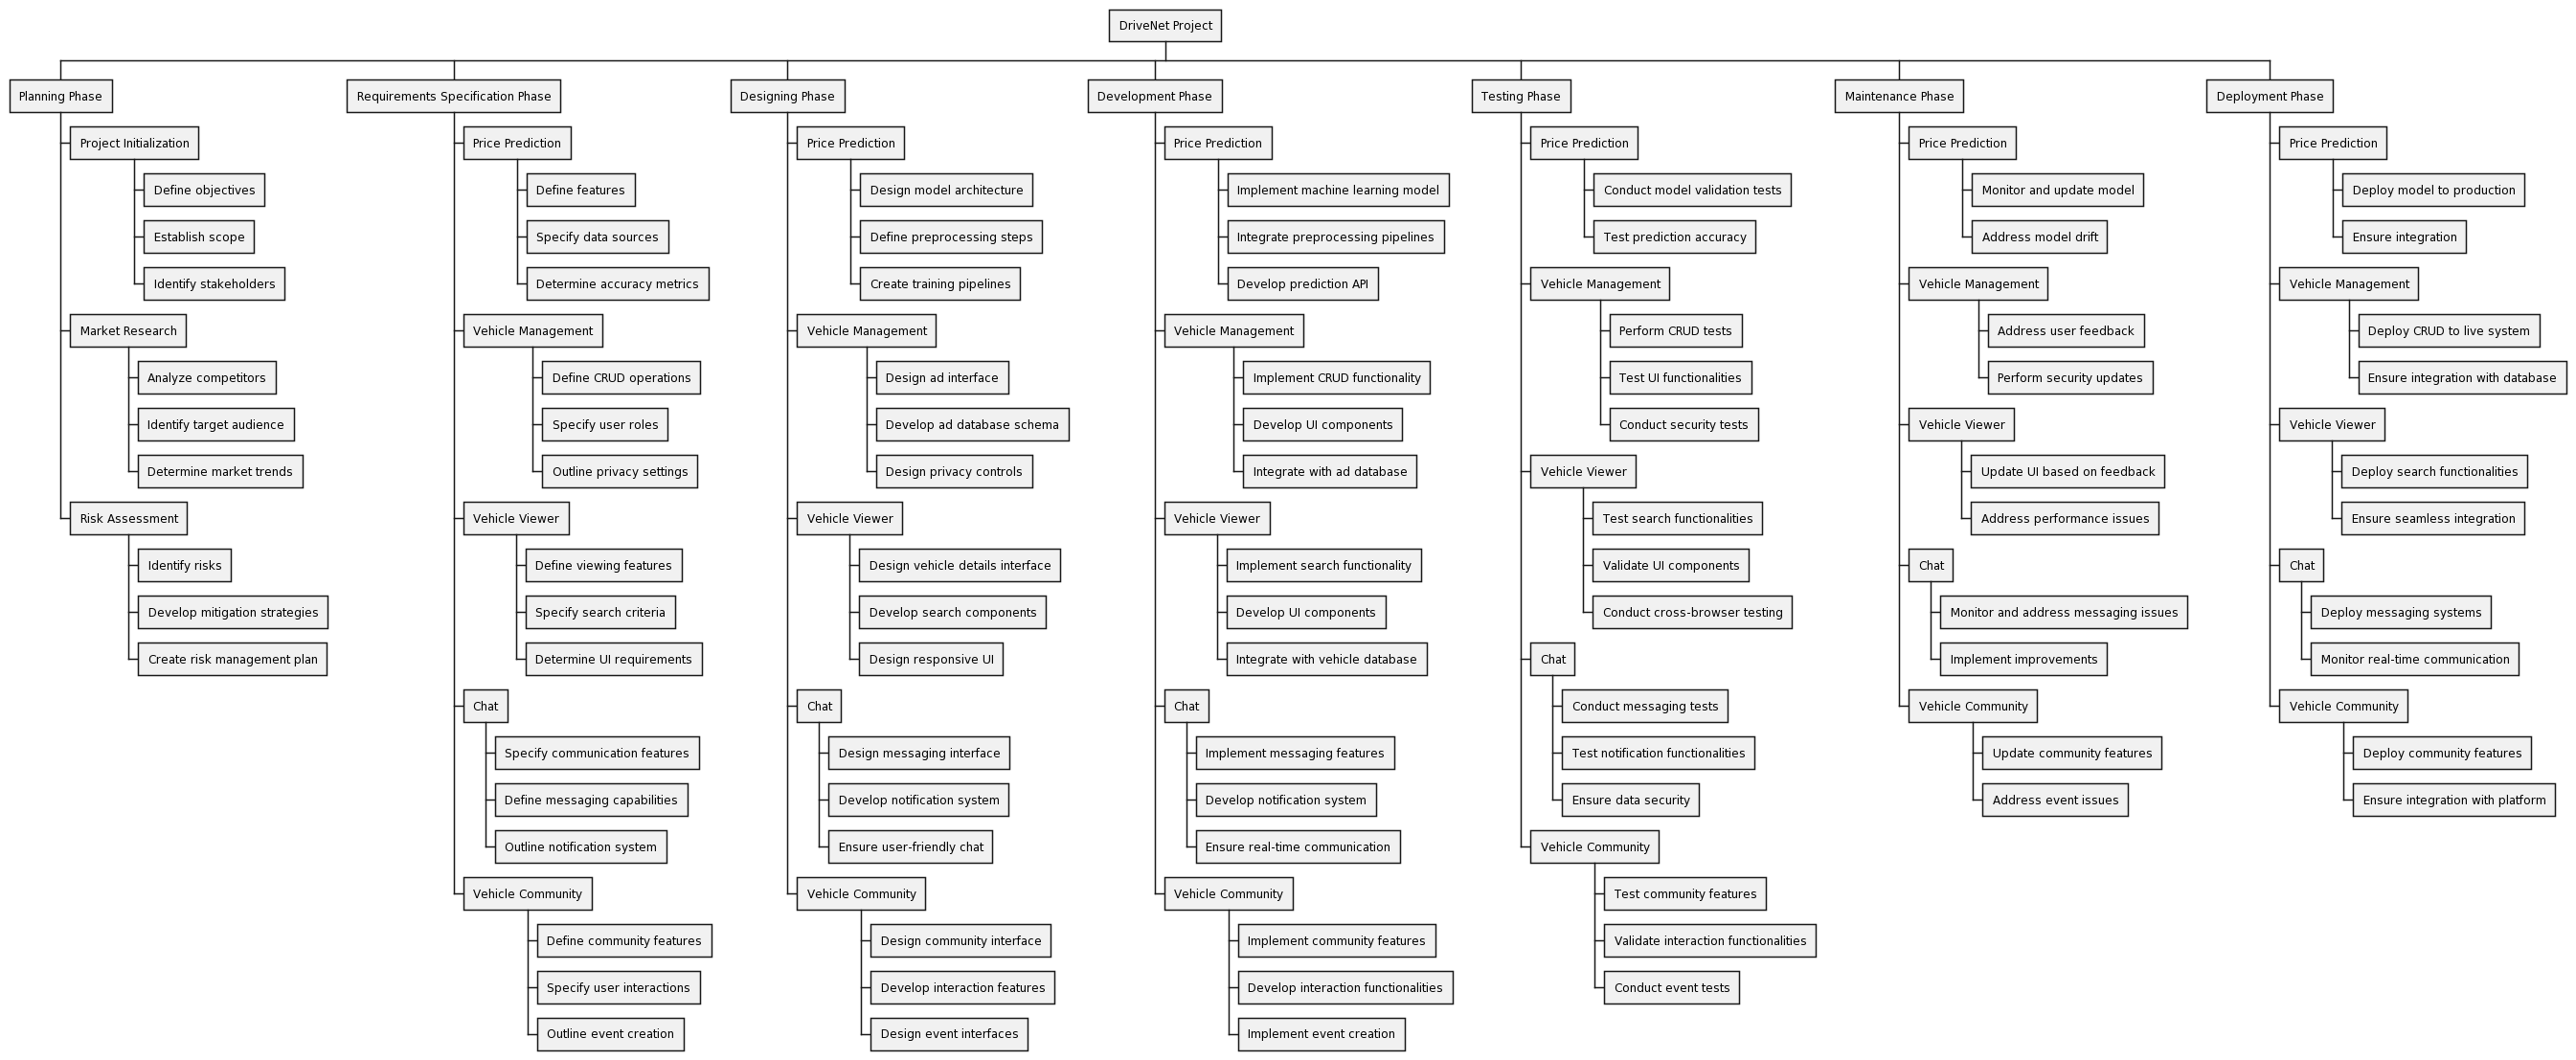 DriveNet Project
Planning Phase
Project Initialization
Define objectives
Establish scope
Identify stakeholders
Market Research
Analyze competitors
Identify target audience
Determine market trends
Risk Assessment
Identify risks
Develop mitigation strategies
Create risk management plan
Requirements Specification Phase
Price Prediction
Define features
Specify data sources
Determine accuracy metrics
Vehicle Management
Define CRUD operations
Specify user roles
Outline privacy settings
Vehicle Viewer
Define viewing features
Specify search criteria
Determine UI requirements
Chat
Specify communication features
Define messaging capabilities
Outline notification system
Vehicle Community
Define community features
Specify user interactions
Outline event creation
Designing Phase
Price Prediction
Design model architecture
Define preprocessing steps
Create training pipelines
Vehicle Management
Design ad interface
Develop ad database schema
Design privacy controls
Vehicle Viewer
Design vehicle details interface
Develop search components
Design responsive UI
Chat
Design messaging interface
Develop notification system
Ensure user-friendly chat
Vehicle Community
Design community interface
Develop interaction features
Design event interfaces
Development Phase
Price Prediction
Implement machine learning model
Integrate preprocessing pipelines
Develop prediction API
Vehicle Management
Implement CRUD functionality
Develop UI components
Integrate with ad database
Vehicle Viewer
Implement search functionality
Develop UI components
Integrate with vehicle database
Chat
Implement messaging features
Develop notification system
Ensure real-time communication
Vehicle Community
Implement community features
Develop interaction functionalities
Implement event creation
Testing Phase
Price Prediction
Conduct model validation tests
Test prediction accuracy
Vehicle Management
Perform CRUD tests
Test UI functionalities
Conduct security tests
Vehicle Viewer
Test search functionalities
Validate UI components
Conduct cross-browser testing
Chat
Conduct messaging tests
Test notification functionalities
Ensure data security
Vehicle Community
Test community features
Validate interaction functionalities
Conduct event tests
Maintenance Phase
Price Prediction
Monitor and update model
Address model drift
Vehicle Management
Address user feedback
Perform security updates
Vehicle Viewer
Update UI based on feedback
Address performance issues
Chat
Monitor and address messaging issues
Implement improvements
Vehicle Community
Update community features
Address event issues
Deployment Phase
Price Prediction
Deploy model to production
Ensure integration
Vehicle Management
Deploy CRUD to live system
Ensure integration with database
Vehicle Viewer
Deploy search functionalities
Ensure seamless integration
Chat
Deploy messaging systems
Monitor real-time communication
Vehicle Community
Deploy community features
Ensure integration with platform